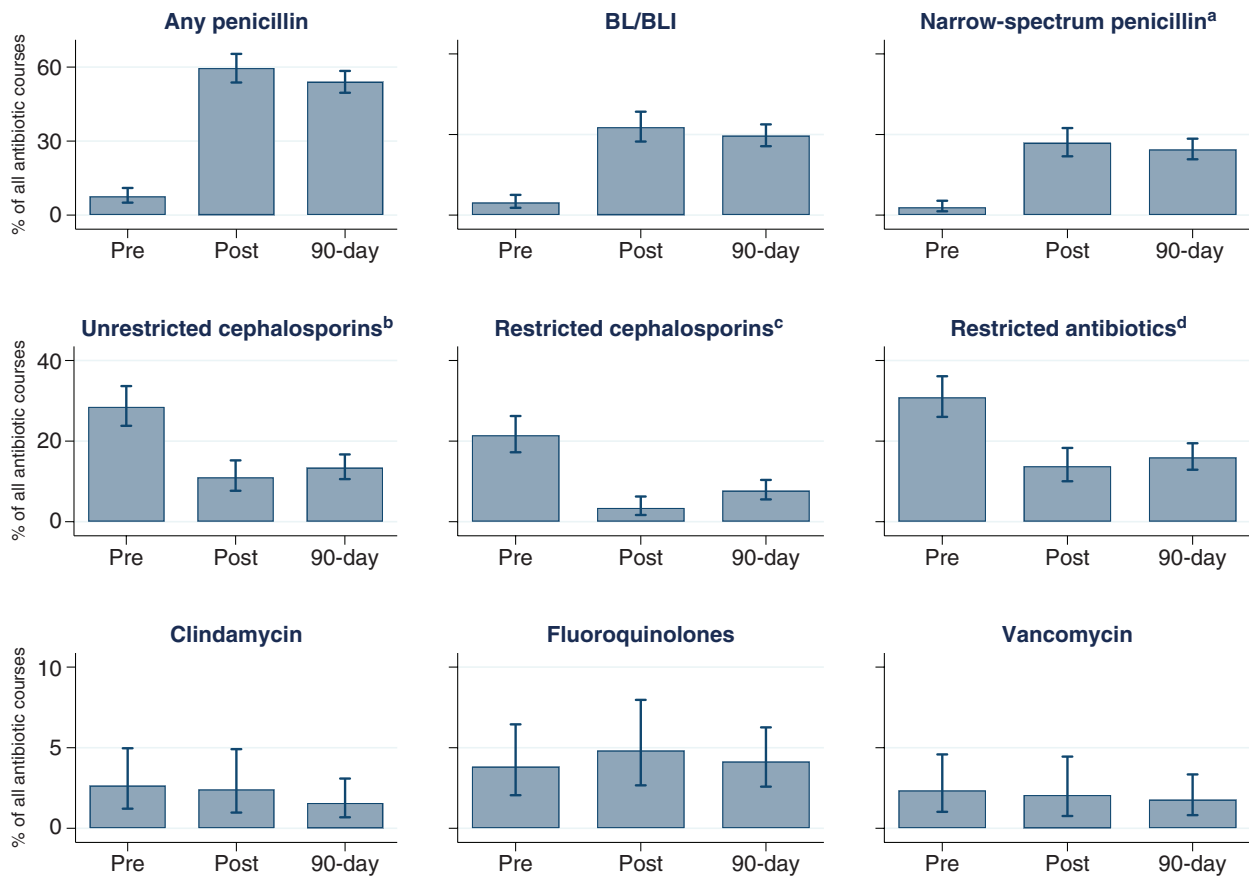 Any penicillin
BL/BLI
Narrow-spectrum penicillinᵃ
% of all antibiotic courses
60
30
0
Pre
Post
90-day
Pre
Post
90-day
Pre
Post
90-day
Unrestricted cephalosporinsᵇ
Restricted cephalosporinsᶜ
Restricted antibioticsᵈ
% of all antibiotic courses
40
20
0
Pre
Post
90-day
Pre
Post
90-day
Pre
Post
90-day
Clindamycin
Fluoroquinolones
Vancomycin
% of all antibiotic courses
10
5
0
Pre
Post
90-day
Pre
Post
90-day
Pre
Post
90-day